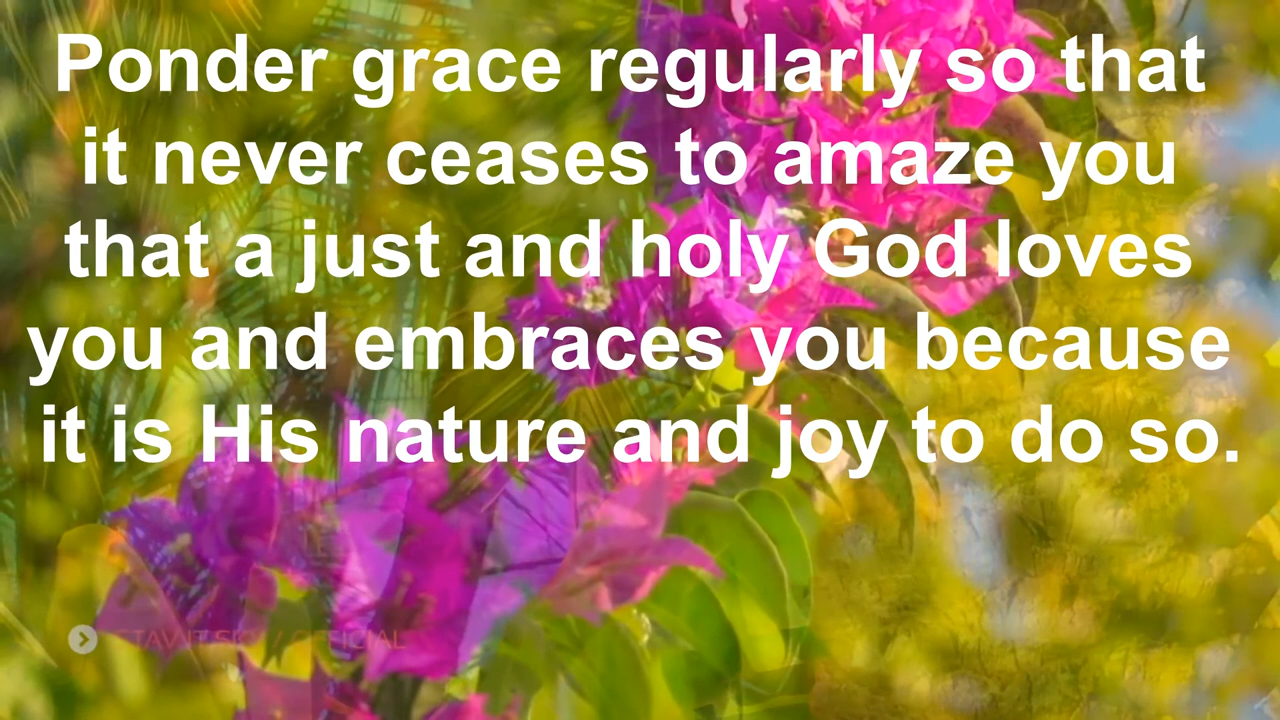 Ponder grace regularly so that
it never ceases to amaze you
that a just and holy God loves
you and embraces you because
it is His nature and joy to do so.
/ OFFICIAL